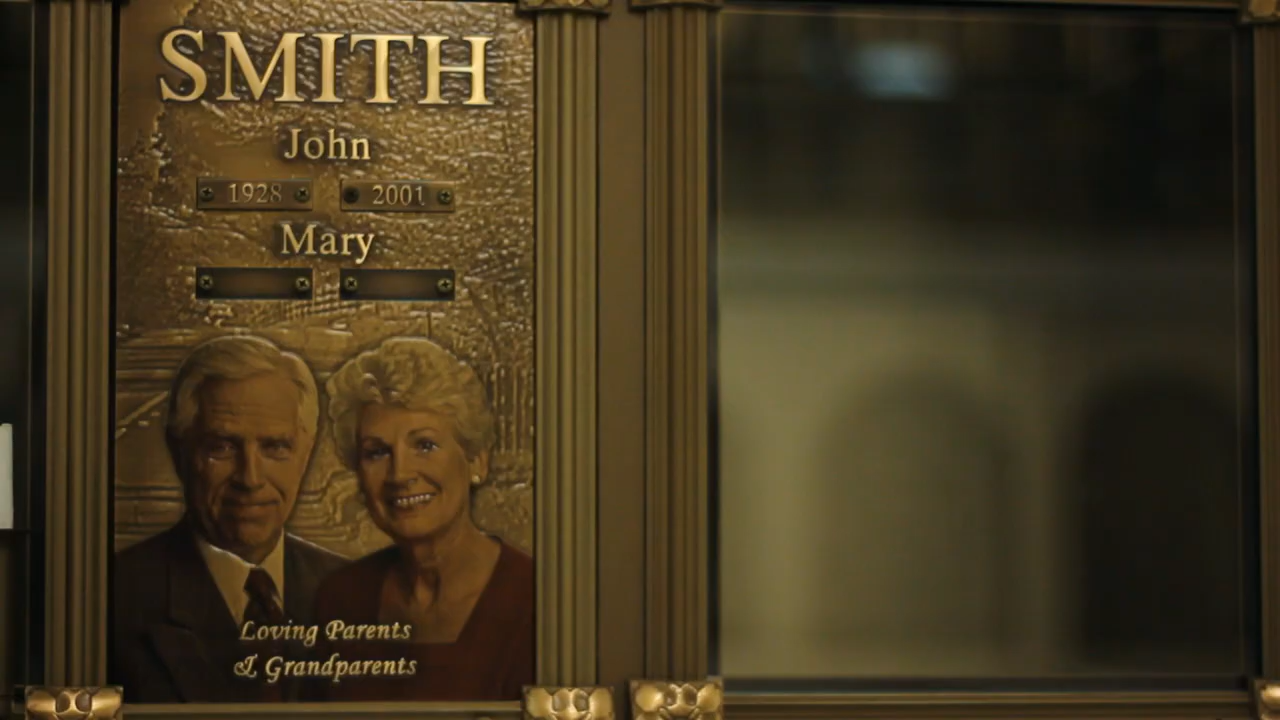 SMITH
John
1928 2001
Mary
Loving Parents
& Grandparents